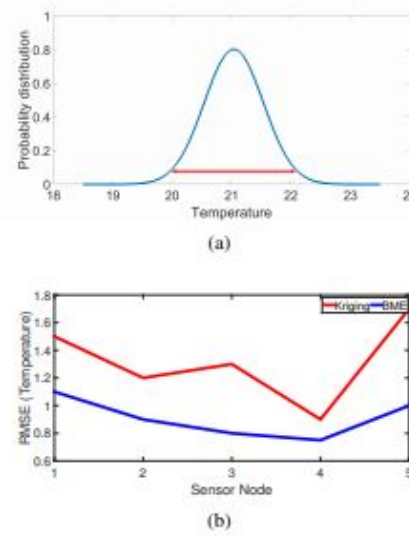 1
0.8
0.6
0.4
0.2
0
Probability distribution
18 19 20 21 22 23
Temperature
(a)
1.8
1.6
1.4
1.2
1
0.8
0.6
RMSE (Temperature)
Kriging BME
1 2 3 4 5
Sensor Node
(b)